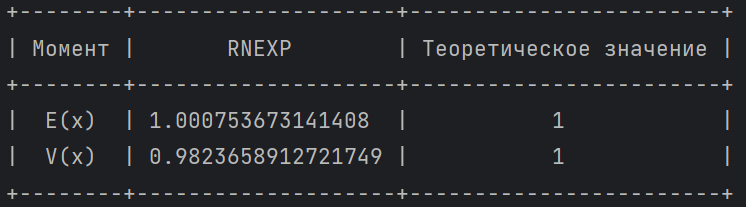 +--------+--------------------+-------------------------+
| Момент |       RNEXP        | Теоретическое значение |
+--------+--------------------+-------------------------+
|  E(x)  | 1.000753673141408  |           1            |
|  V(x)  | 0.9823658912721749 |           1            |
+--------+--------------------+-------------------------+